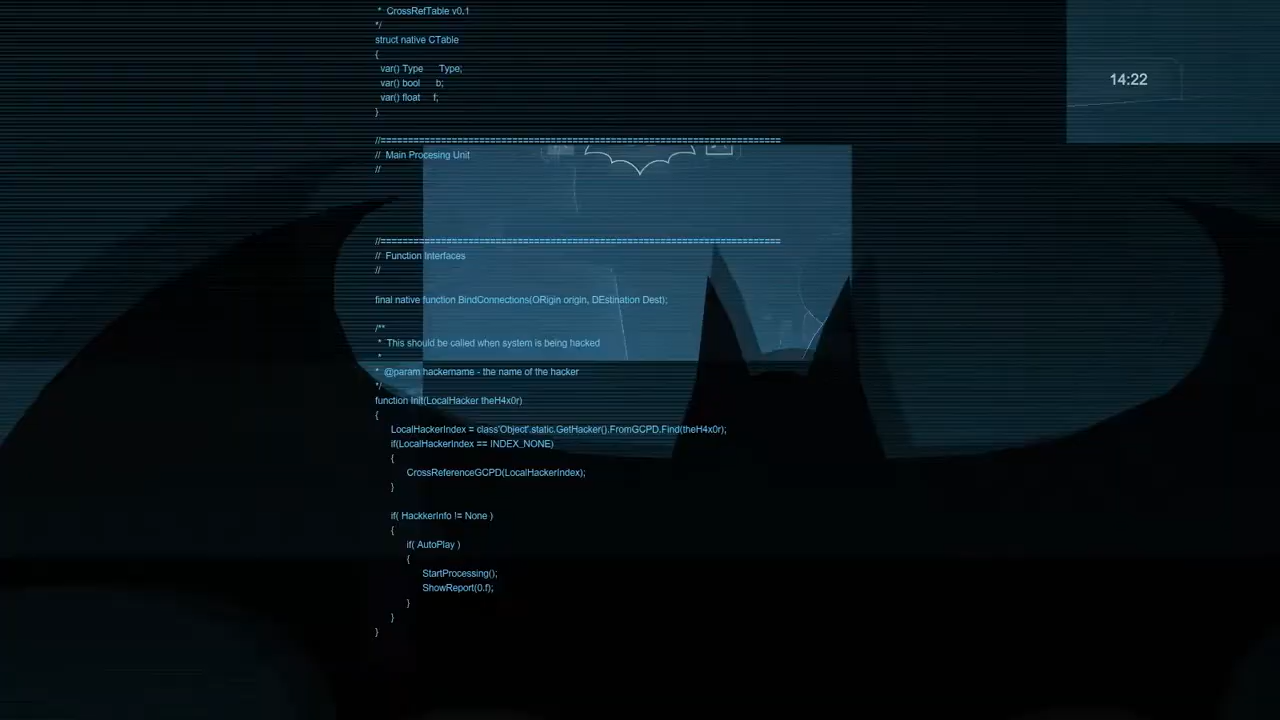 * CrossRefTable v0.1
*/
struct native CTable
{
var() Type Type;
var() bool b;
var() float f;
}
//=============================================================================
// Main Procesing Unit
//
//=============================================================================
// Function Interfaces
//
final native function BindConnections(ORigin origin, DEstination Dest);
/**
* This should be called when system is being hacked
*
* @param hackername - the name of the hacker
*/
function Init(LocalHacker theH4x0r)
{
LocalHackerIndex = class'Object'.static.GetHacker().FromGCPD.Find(theH4x0r);
if(LocalHackerIndex == INDEX_NONE)
{
CrossReferenceGCPD(LocalHackerIndex);
}
if( HackkerInfo != None )
{
if( AutoPlay )
{
StartProcessing();
ShowReport(0.f);
}
}
}
14:22